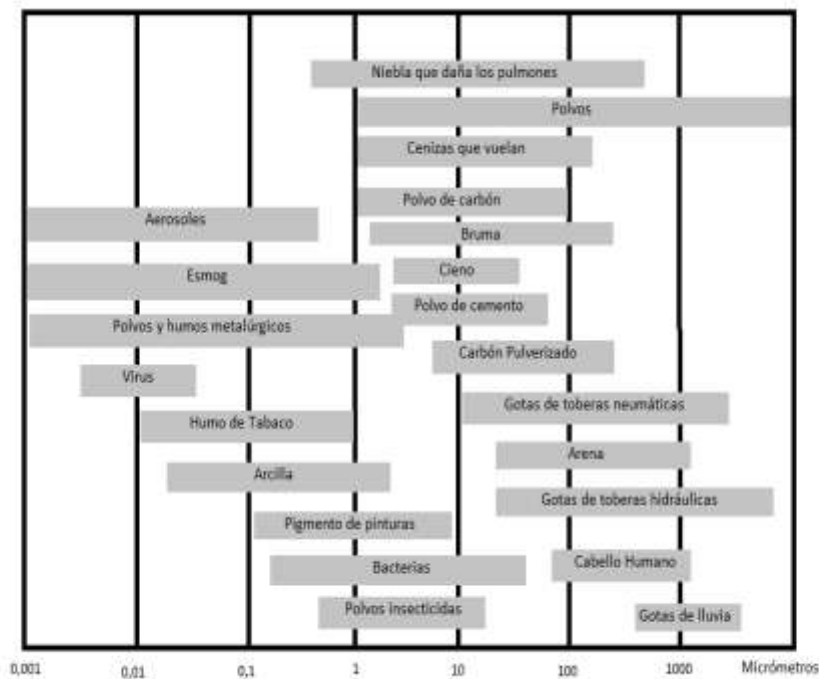 Niebla que daña los pulmones
Polvos
Cenizas que vuelan
Polvo de carbón
Aerosoles
Bruma
Cieno
Esmog
Polvo de cemento
Polvos y humos metalúrgicos
Carbón Pulverizado
Virus
Gotas de toberas neumáticas
Humo de Tabaco
Arena
Arcilla
Gotas de toberas hidráulicas
Pigmento de pinturas
Cabello Humano
Bacterias
Polvos insecticidas
Gotas de lluvia
0,001 0,01 0,1 1 10 100 1000 Micrómetros